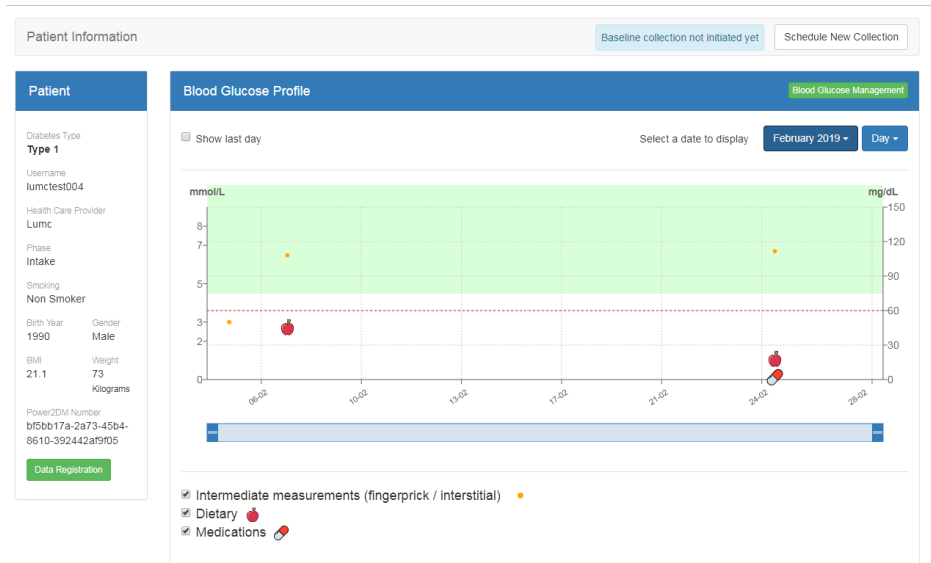 Patient Information
Baseline collection not initiated yet
Schedule New Collection
Patient
Diabetes Type
Type 1
Username
lumctest004
Health Care Provider
Lumc
Phase
Intake
Smoking
Non Smoker
Birth Year Gender
1990 Male
BMI Weight
21.1 73
Kilograms
Power2DM Number
bf5bb17a-2a73-45b4-
8610-392442af9f05
Data Registration
Blood Glucose Profile
Blood Glucose Management
Show last day
Select a date to display
February 2019
Day
mmol/L
mg/dL
8
7
5
3
2
0
150
120
90
60
30
0
06-02
10-02
13-02
17-02
21-02
24-02
28-02
Intermediate measurements (fingerprick / interstitial)
Dietary
Medications